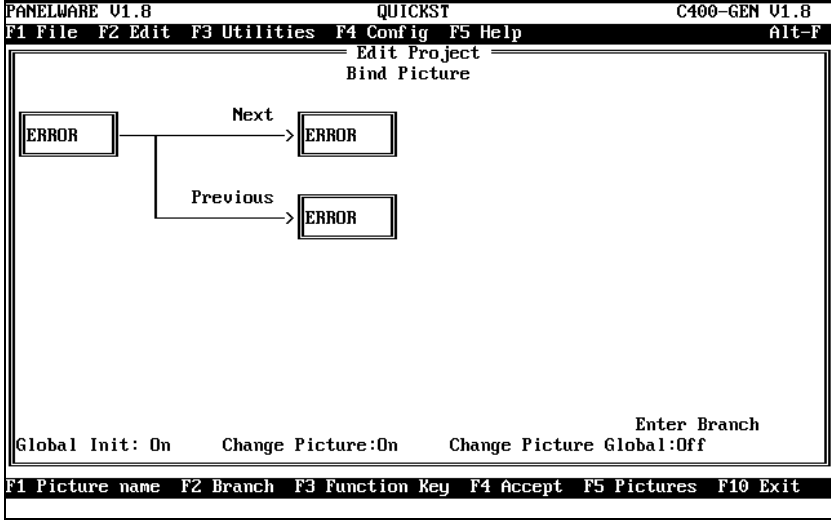 PANELWARE V1.8 QUICKST C400-GEN V1.8
F1 File F2 Edit F3 Utilities F4 Config F5 Help Alt-F
Edit Project
Bind Picture
Next
ERROR ERROR
Previous
ERROR
Enter Branch
Global Init: On Change Picture:On Change Picture Global:Off
F1 Picture name F2 Branch F3 Function Key F4 Accept F5 Pictures F10 Exit